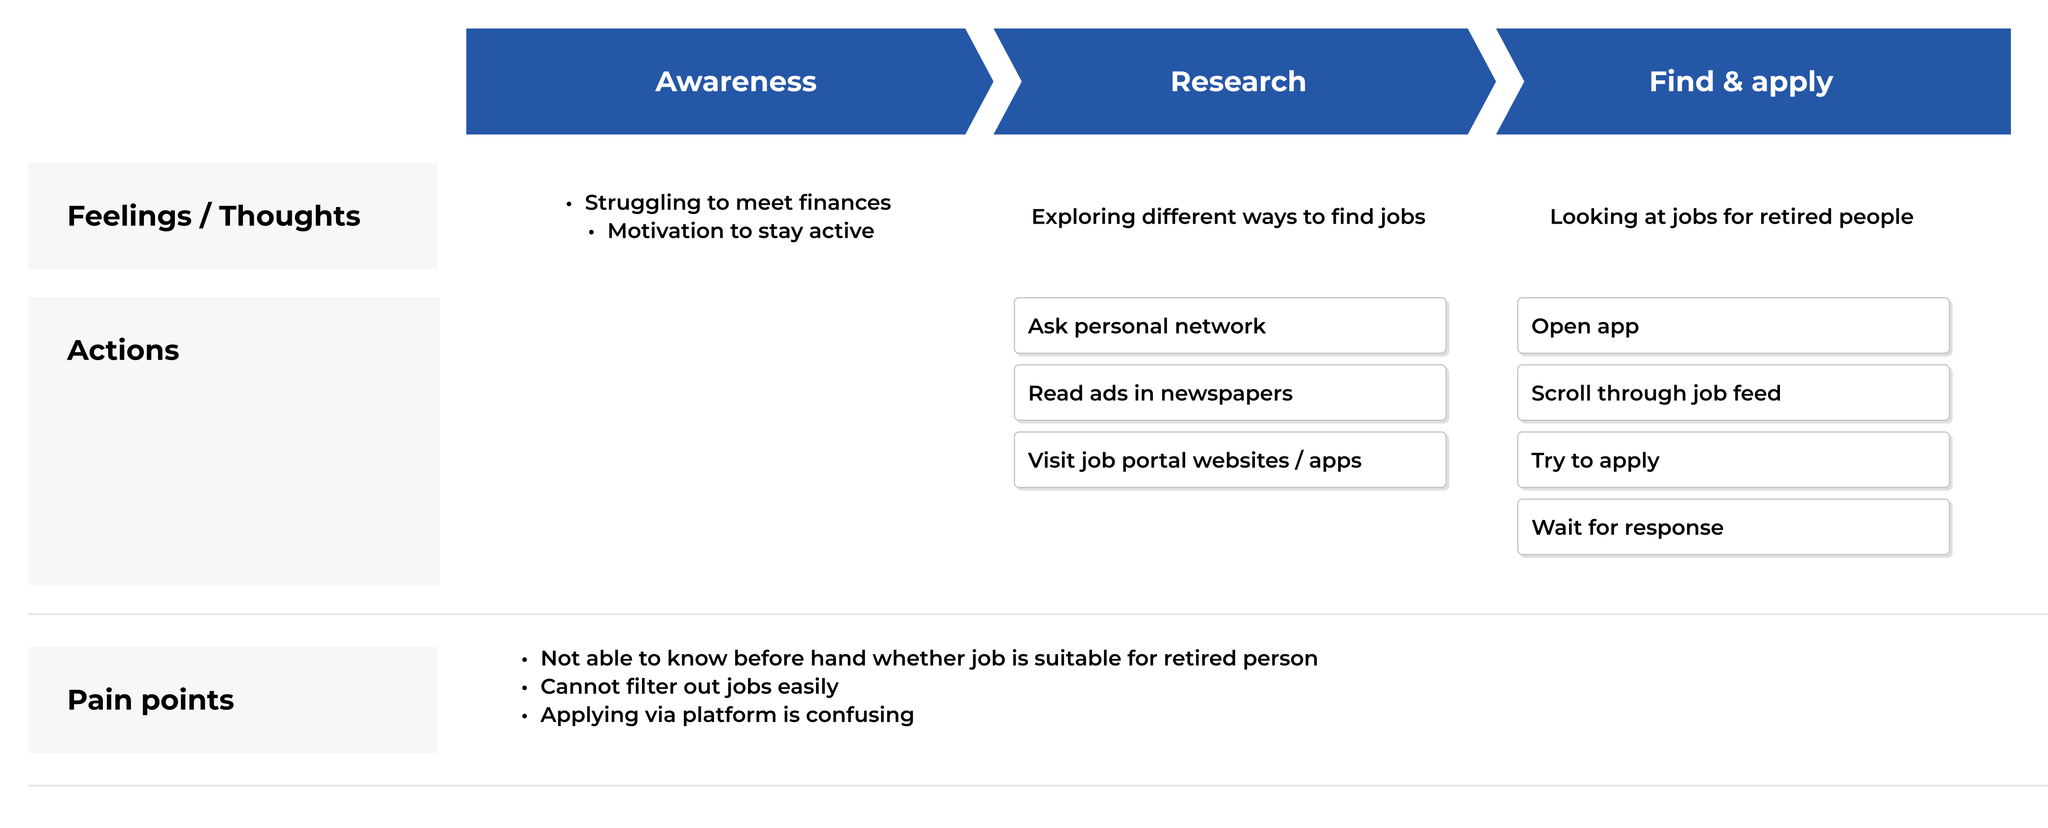 Awareness
Research
Find & apply
Feelings / Thoughts
• Struggling to meet finances
• Motivation to stay active
Exploring different ways to find jobs
Looking at jobs for retired people
Actions
Ask personal network
Read ads in newspapers
Visit job portal websites / apps
Open app
Scroll through job feed
Try to apply
Wait for response
Pain points
• Not able to know before hand whether job is suitable for retired person
• Cannot filter out jobs easily
• Applying via platform is confusing